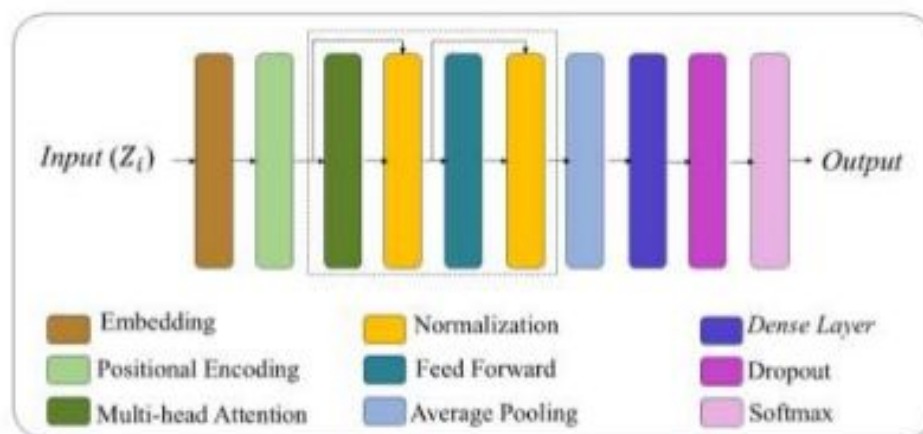 Input (Z_i)
Output
Embedding
Normalization
Dense Layer
Positional Encoding
Feed Forward
Dropout
Multi-head Attention
Average Pooling
Softmax